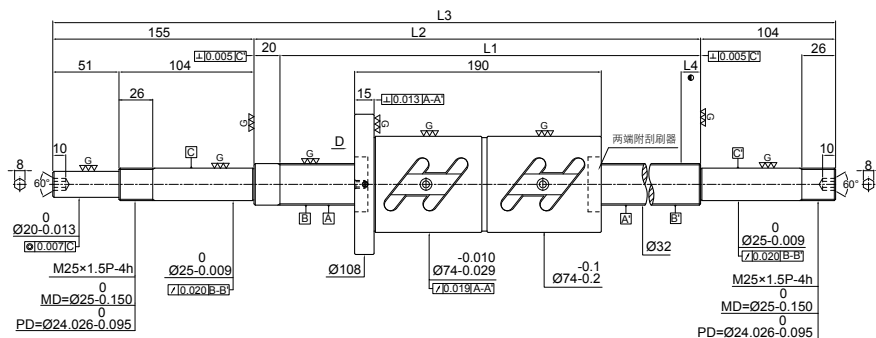 L3
155 L2 104
20 L1
⊥ 0.005 C' ⊥ 0.005 C'
51 104 190 L4 26
26 15 ⊥ 0.013 A-A'
G G
G G G
D 两端附刮刷器
10 G C G G C' G 10
8 8
60° 60°
B A A' B'
0
Ø20-0.013
◎ 0.007 C
0
Ø25-0.009
↗ 0.020 B-B'
M25×1.5P-4h
0
MD=Ø25-0.150
0
PD=Ø24.026-0.095
Ø108
-0.010
Ø74-0.029
↗ 0.019 A-A'
-0.1
Ø74-0.2
Ø32
0
Ø25-0.009
↗ 0.020 B-B'
M25×1.5P-4h
0
MD=Ø25-0.150
0
PD=Ø24.026-0.095